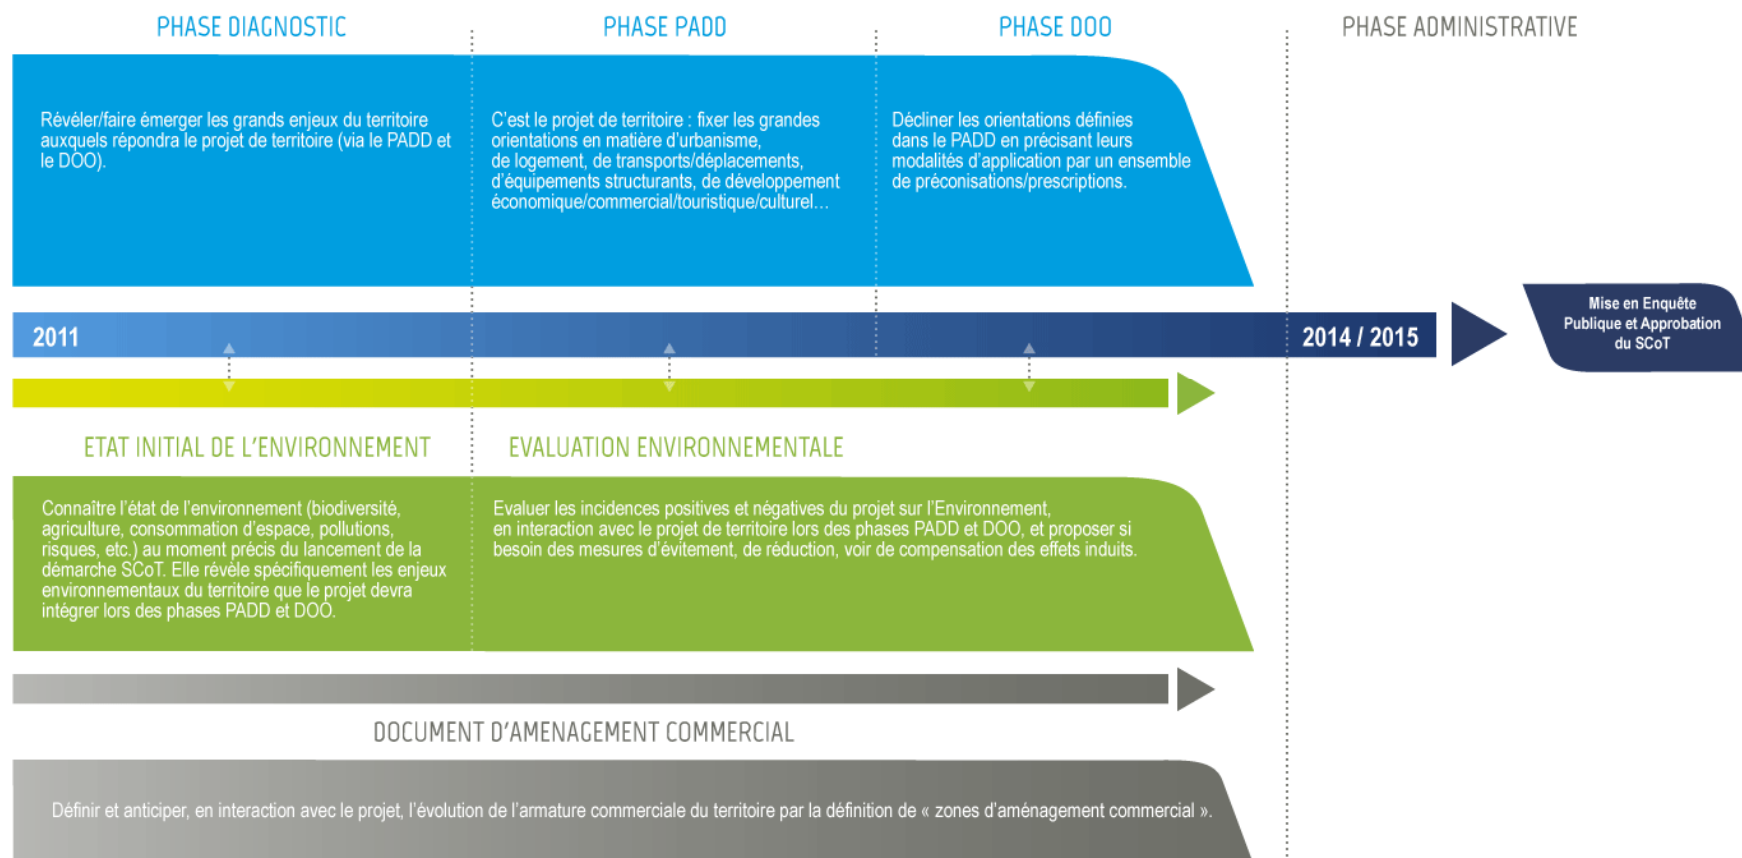 PHASE DIAGNOSTIC
PHASE PADD
PHASE DOO
PHASE ADMINISTRATIVE
Révéler/faire émerger les grands enjeux du territoire
auxquels répondra le projet de territoire (via le PADD et
le DOO).
C’est le projet de territoire : fixer les grandes
orientations en matière d’urbanisme,
de logement, de transports/déplacements,
d’équipements structurants, de développement
économique/commercial/touristique/culturel…
Décliner les orientations définies
dans le PADD en précisant leurs
modalités d’application par un ensemble
de préconisations/prescriptions.
2011
2014 / 2015
Mise en Enquête
Publique et Approbation
du SCoT
ETAT INITIAL DE L’ENVIRONNEMENT
EVALUATION ENVIRONNEMENTALE
Connaître l’état de l’environnement (biodiversité,
agriculture, consommation d’espace, pollutions,
risques, etc.) au moment précis du lancement de la
démarche SCoT. Elle révèle spécifiquement les enjeux
environnementaux du territoire que le projet devra
intégrer lors des phases PADD et DOO.
Evaluer les incidences positives et négatives du projet sur l’Environnement,
en interaction avec le projet de territoire lors des phases PADD et DOO, et proposer si
besoin des mesures d’évitement, de réduction, voir de compensation des effets induits.
DOCUMENT D’AMENAGEMENT COMMERCIAL
Définir et anticiper, en interaction avec le projet, l’évolution de l’armature commerciale du territoire par la définition de « zones d’aménagement commercial ».